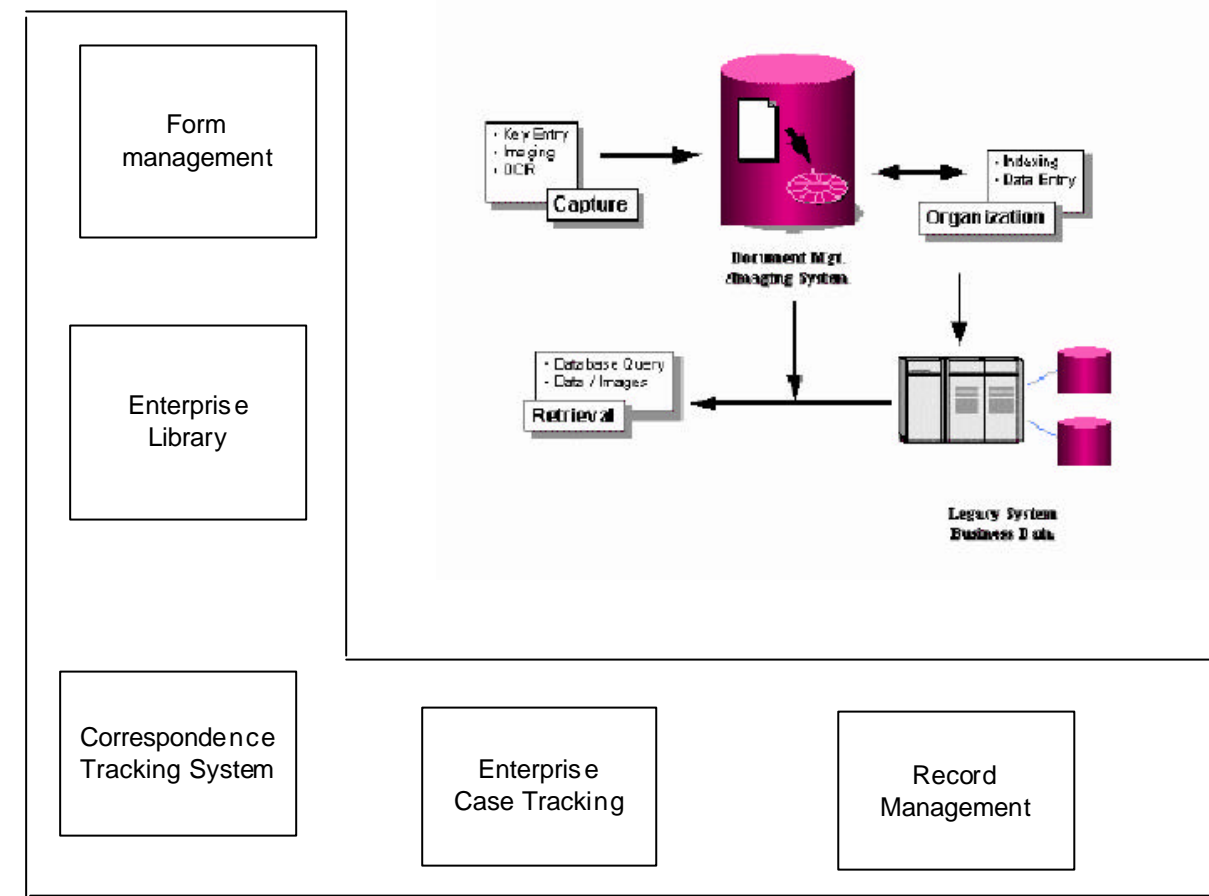 Form
management
Enterprise
Library
Correspondence
Tracking System
Enterprise
Case Tracking
Record
Management
• Key Entry
• Imaging
• OCR
Capture
Document Mgt.
/Imaging System
• Indexing
• Data Entry
Organization
• Database Query
• Data / Images
Retrieval
Legacy System
Business Data